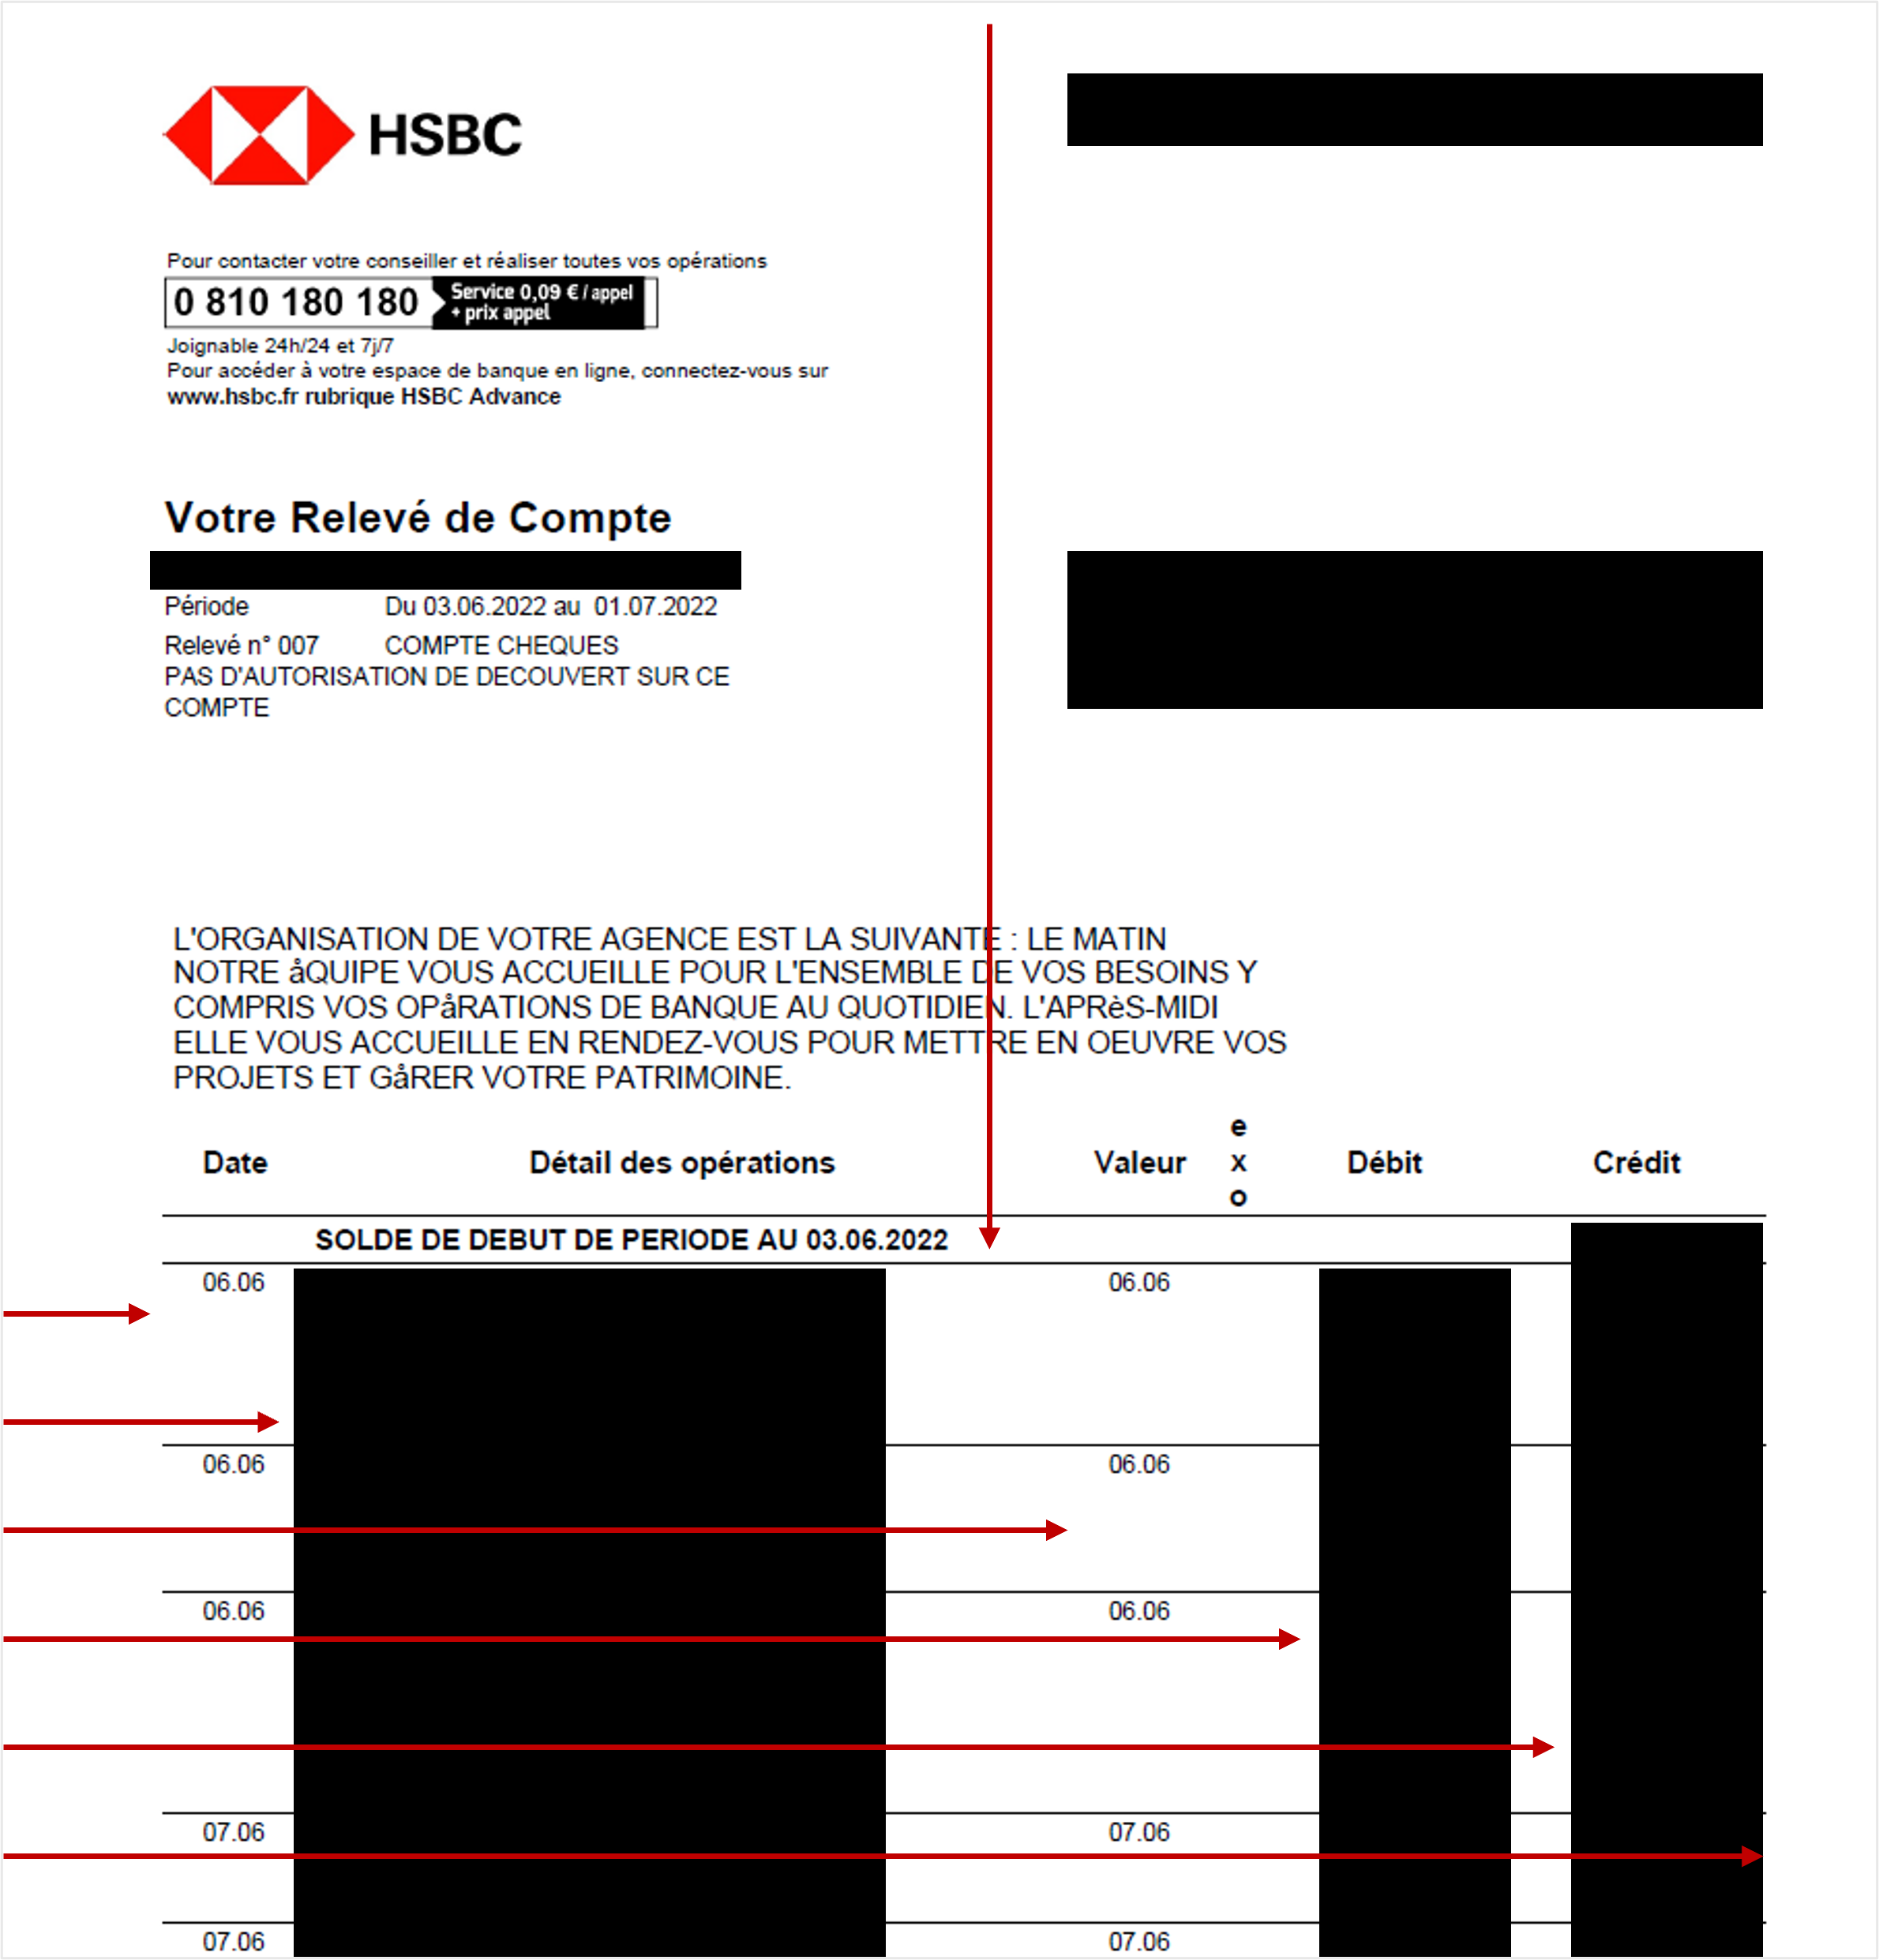 HSBC
Pour contacter votre conseiller et réaliser toutes vos opérations
0 810 180 180 Service 0,09 € / appel
+ prix appel
Joignable 24h/24 et 7j/7
Pour accéder à votre espace de banque en ligne, connectez-vous sur
www.hsbc.fr rubrique HSBC Advance
Votre Relevé de Compte
Période Du 03.06.2022 au 01.07.2022
Relevé n° 007 COMPTE CHEQUES
PAS D'AUTORISATION DE DECOUVERT SUR CE
COMPTE
L'ORGANISATION DE VOTRE AGENCE EST LA SUIVANTE : LE MATIN
NOTRE åQUIPE VOUS ACCUEILLE POUR L'ENSEMBLE DE VOS BESOINS Y
COMPRIS VOS OPåRATIONS DE BANQUE AU QUOTIDIEN. L'APRèS-MIDI
ELLE VOUS ACCUEILLE EN RENDEZ-VOUS POUR METTRE EN OEUVRE VOS
PROJETS ET GåRER VOTRE PATRIMOINE.
Date Détail des opérations Valeur exo Débit Crédit
SOLDE DE DEBUT DE PERIODE AU 03.06.2022
06.06 06.06
06.06 06.06
06.06 06.06
07.06 07.06
07.06 07.06